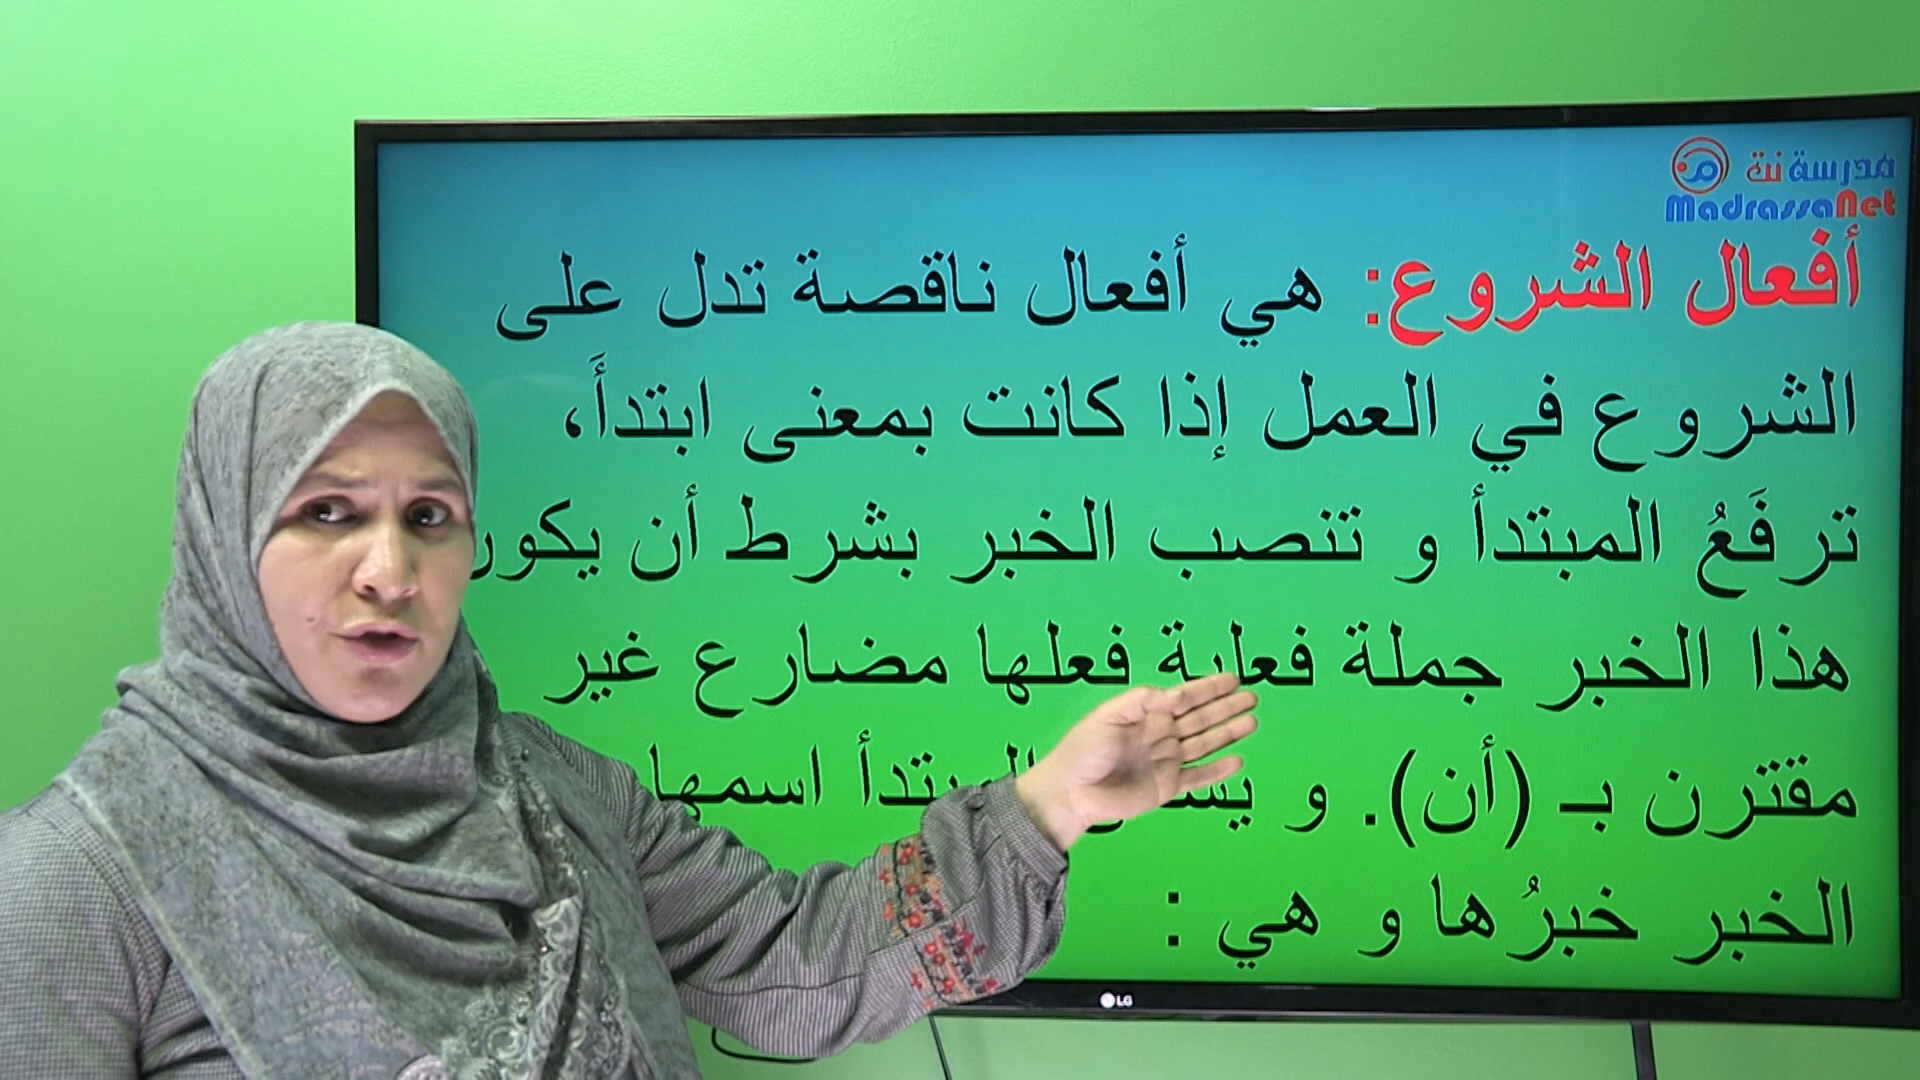 مدرسة نت
MadrassaNet
أفعال الشروع: هي أفعال ناقصة تدل على
الشروع في العمل إذا كانت بمعنى ابتدأَ،
ترفَعُ المبتدأ و تنصب الخبر بشرط أن يكون
هذا الخبر جملة فعلية فعلها مضارع غير
مقترن بـ (أن). و المبتدأ اسمها
الخبر خبرُها و هي :
LG